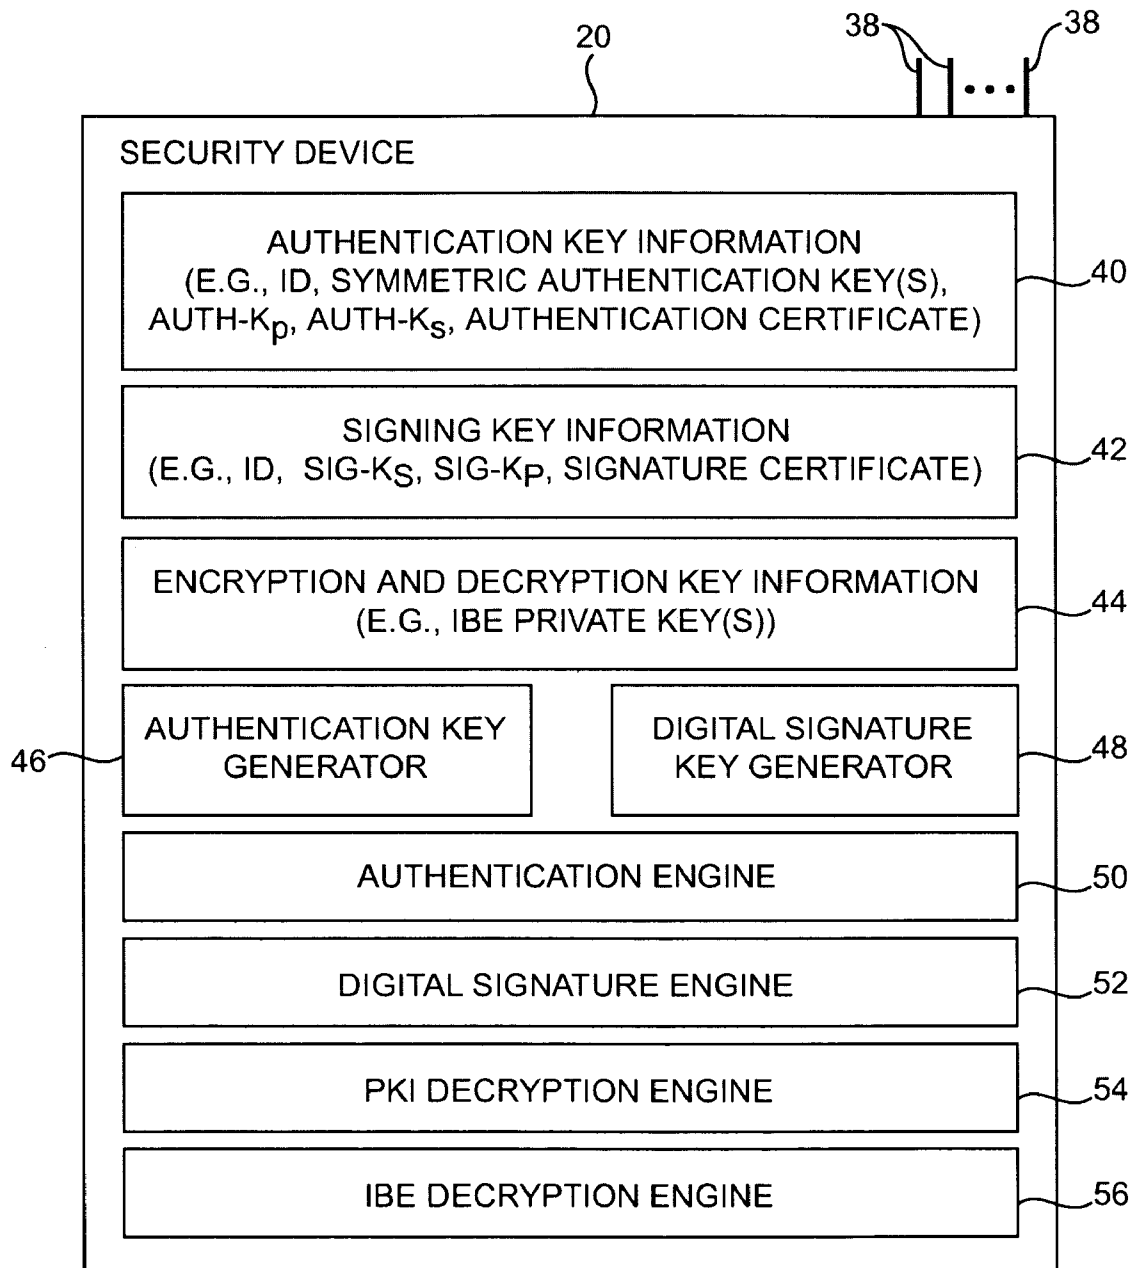 20
38
38
SECURITY DEVICE
AUTHENTICATION KEY INFORMATION
(E.G., ID, SYMMETRIC AUTHENTICATION KEY(S),
AUTH-Kp, AUTH-Ks, AUTHENTICATION CERTIFICATE)
40
SIGNING KEY INFORMATION
(E.G., ID, SIG-KS, SIG-KP, SIGNATURE CERTIFICATE)
42
ENCRYPTION AND DECRYPTION KEY INFORMATION
(E.G., IBE PRIVATE KEY(S))
44
46
AUTHENTICATION KEY
GENERATOR
DIGITAL SIGNATURE
KEY GENERATOR
48
AUTHENTICATION ENGINE
50
DIGITAL SIGNATURE ENGINE
52
PKI DECRYPTION ENGINE
54
IBE DECRYPTION ENGINE
56